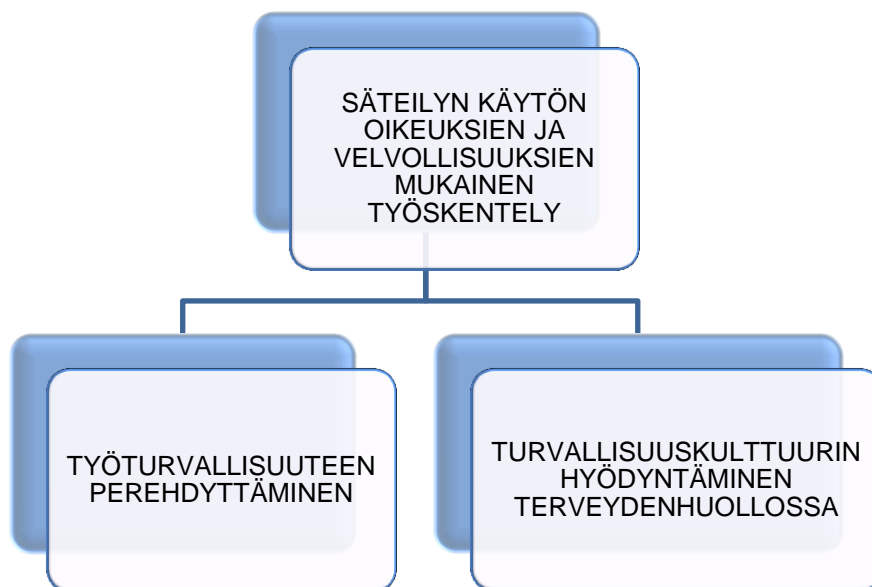 SÄTEILYN KÄYTÖN
OIKEUKSIEN JA
VELVOLLISUUKSIEN
MUKAINEN
TYÖSKENTELY
TYÖTURVALLISUUTEEN
PEREHDYTTÄMINEN
TURVALLISUUSKULTTUURIN
HYÖDYNTÄMINEN
TERVEYDENHUOLLOSSA